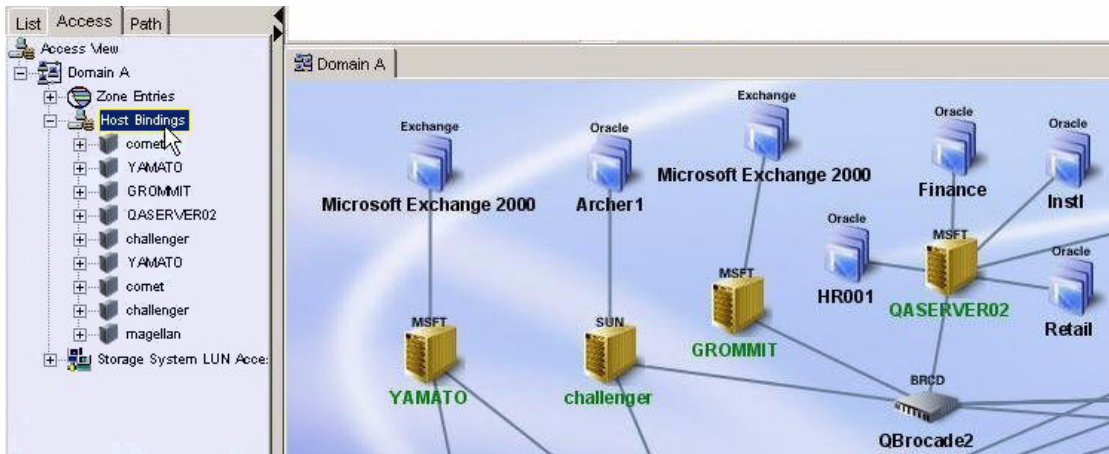 List Access Path
Access View
Domain A
Zone Entries
Host Bindings
comet
YAMATO
GROMMIT
QASERVER02
challenger
YAMATO
comet
challenger
magellan
Storage System LUN Acce
Domain A
Exchange
Microsoft Exchange 2000
Oracle
Archer1
Exchange
Microsoft Exchange 2000
Oracle
Finance
Oracle
Instl
Oracle
HR001
MSFT
QASERVER02
Oracle
Retail
MSFT
YAMATO
SUN
challenger
MSFT
GROMMIT
BRCD
QBrocade2